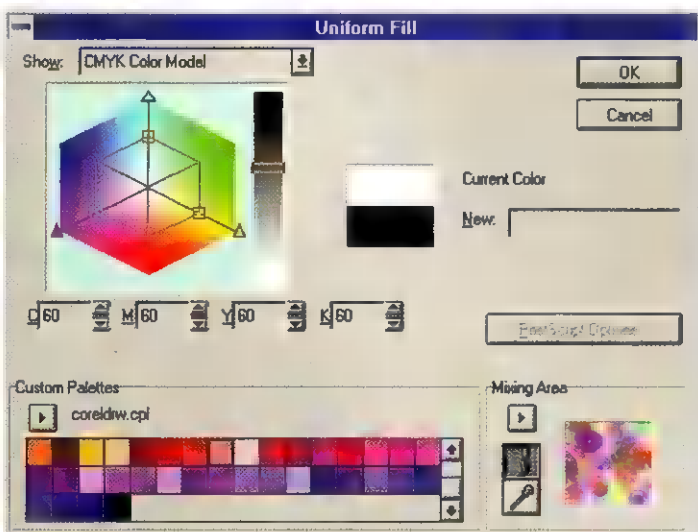 Uniform Fill
Show: CMYK Color Model
OK
Cancel
Current Color
New:
C 60 M 60 Y 60 K 60
PostScript Options
Custom Palettes
coreldrw.cpl
Mixing Area